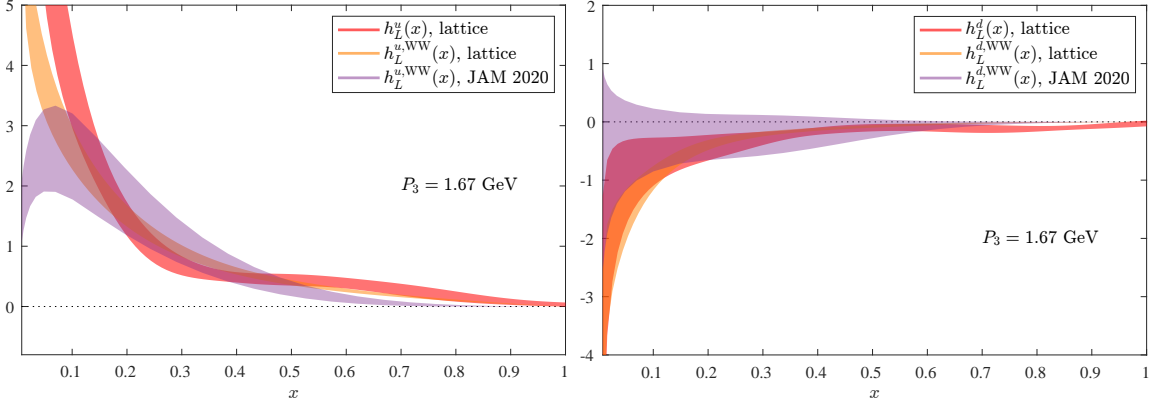 5
4
3
2
1
0
h_L^u(x), lattice
h_L^{u,WW}(x), lattice
h_L^{u,WW}(x), JAM 2020
P_3 = 1.67 GeV
0.1 0.2 0.3 0.4 0.5 0.6 0.7 0.8 0.9 1
x
2
1
0
-1
-2
-3
-4
h_L^d(x), lattice
h_L^{d,WW}(x), lattice
h_L^{d,WW}(x), JAM 2020
P_3 = 1.67 GeV
0.1 0.2 0.3 0.4 0.5 0.6 0.7 0.8 0.9 1
x